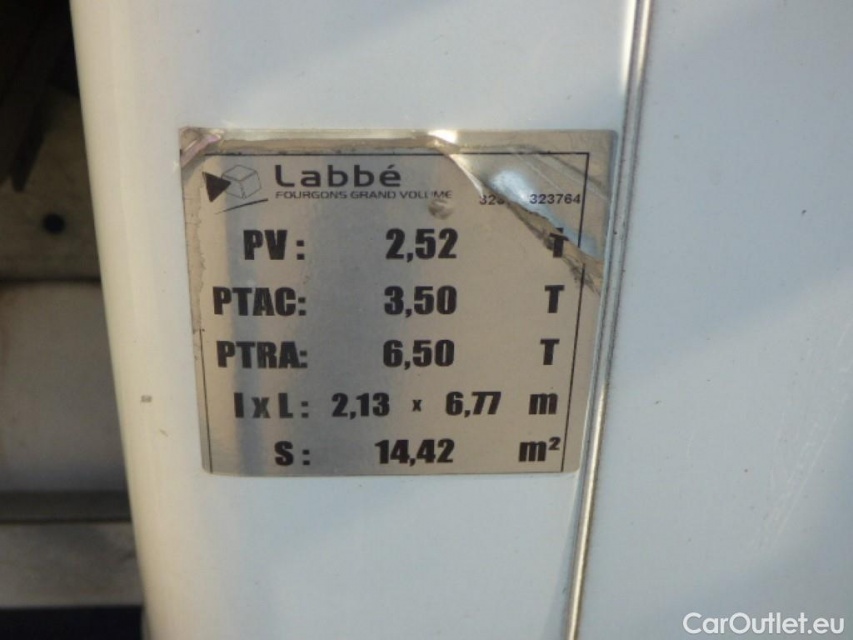 Labbé
FOURGONS GRAND VOLUME
323764
PV : 2,52 T
PTAC: 3,50 T
PTRA: 6,50 T
l x L : 2,13 x 6,77 m
S : 14,42 m²
CarOutlet.eu